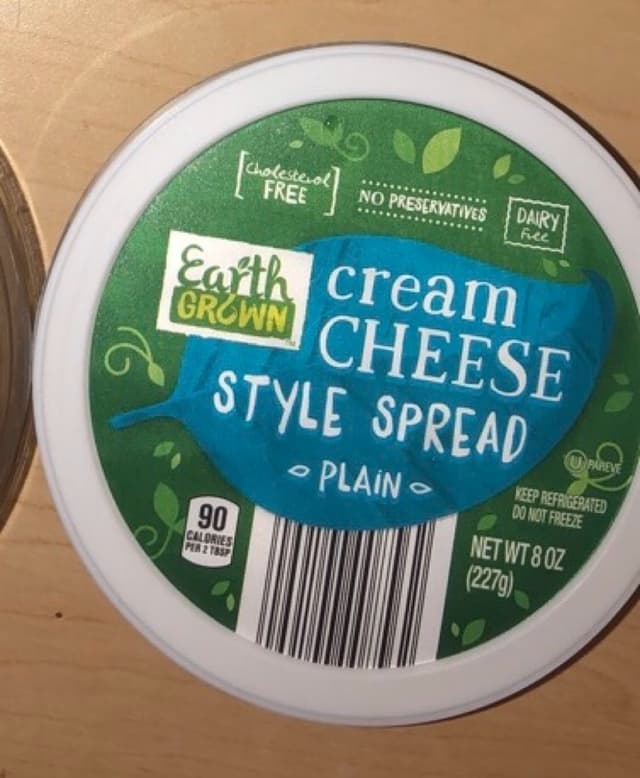 Cholesterol
FREE
NO PRESERVATIVES
DAIRY
Free
Earth
GROWN
cream
CHEESE
STYLE SPREAD
PLAIN
U PAREVE
KEEP REFRIGERATED
DO NOT FREEZE
90
CALORIES
PER 2 TBSP
NET WT 8 OZ
(227g)